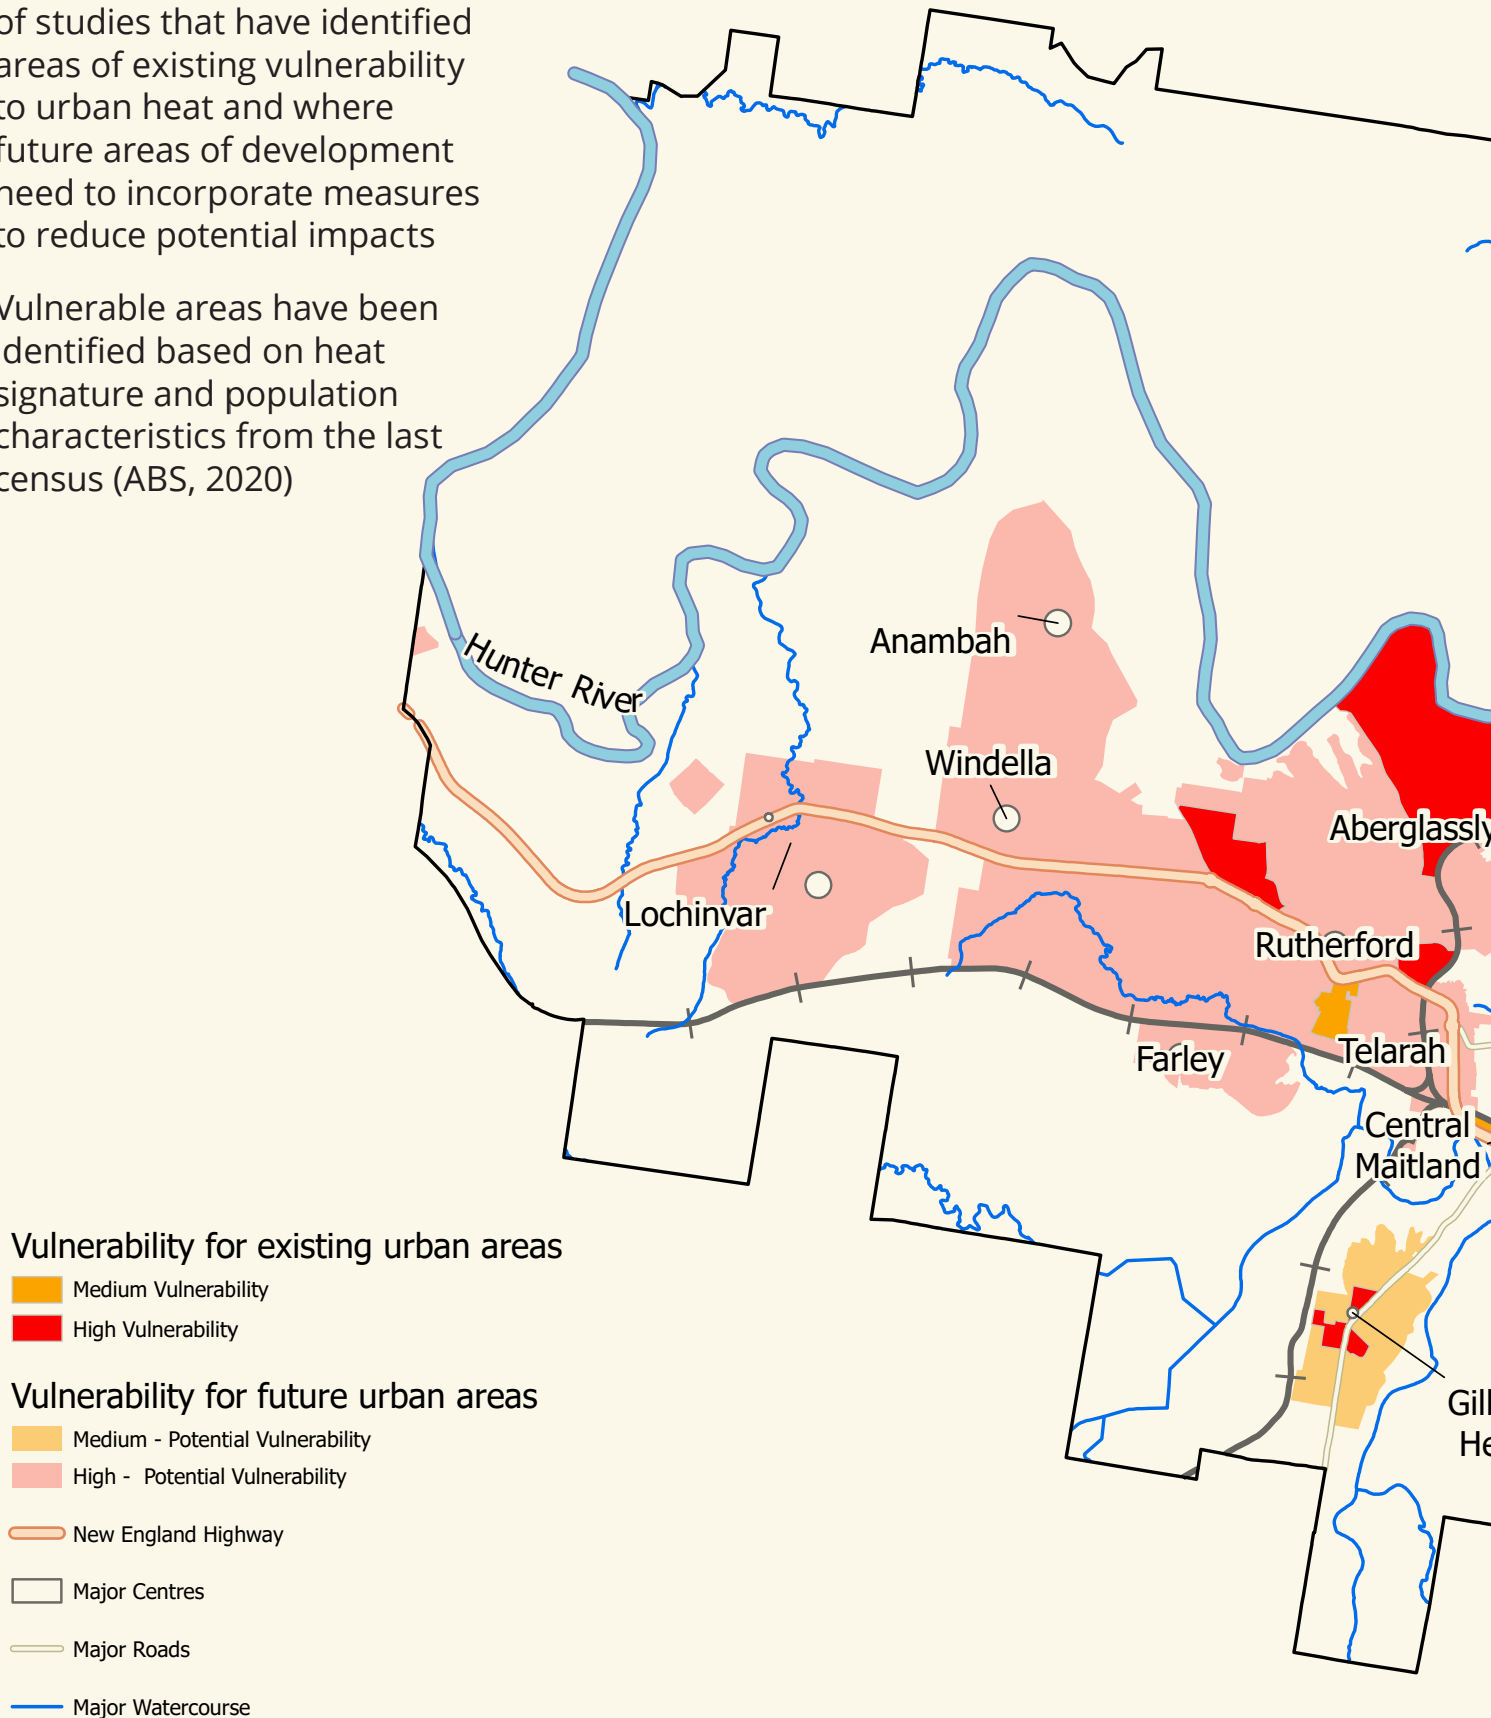 of studies that have identified
areas of existing vulnerability
to urban heat and where
future areas of development
need to incorporate measures
to reduce potential impacts
Vulnerable areas have been
identified based on heat
signature and population
characteristics from the last
census (ABS, 2020)
Hunter River
Anambah
Windella
Aberglassly
Lochinvar
Rutherford
Farley
Telarah
Central
Maitland
Gill
He
Vulnerability for existing urban areas
Medium Vulnerability
High Vulnerability
Vulnerability for future urban areas
Medium - Potential Vulnerability
High - Potential Vulnerability
New England Highway
Major Centres
Major Roads
Major Watercourse